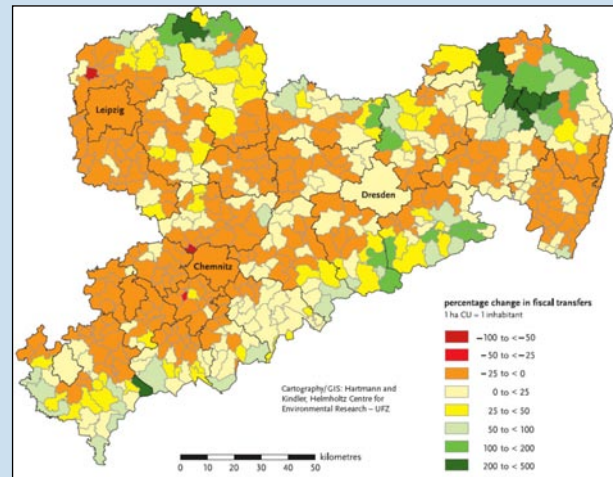 Leipzig
Dresden
Chemnitz
percentage change in fiscal transfers
1 ha CU = 1 inhabitant
−100 to < −50
−50 to < −25
−25 to < 0
0 to < 25
25 to < 50
50 to < 100
100 to < 200
200 to < 500
Cartography/GIS: Hartmann and
Kindler, Helmholtz Centre for
Environmental Research – UFZ
kilometres
0 10 20 30 40 50